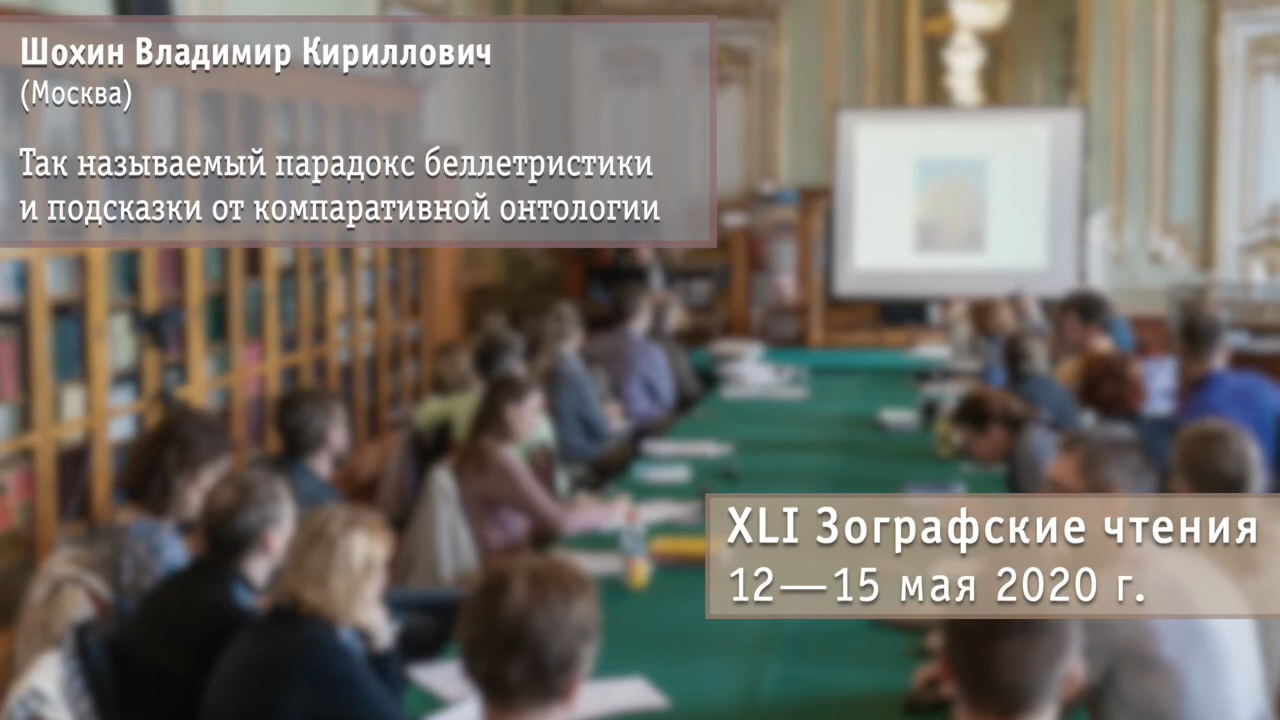 Шохин Владимир Кириллович
(Москва)
Так называемый парадокс беллетристики
и подсказки от компаративной онтологии
XLI Зографские чтения
12—15 мая 2020 г.